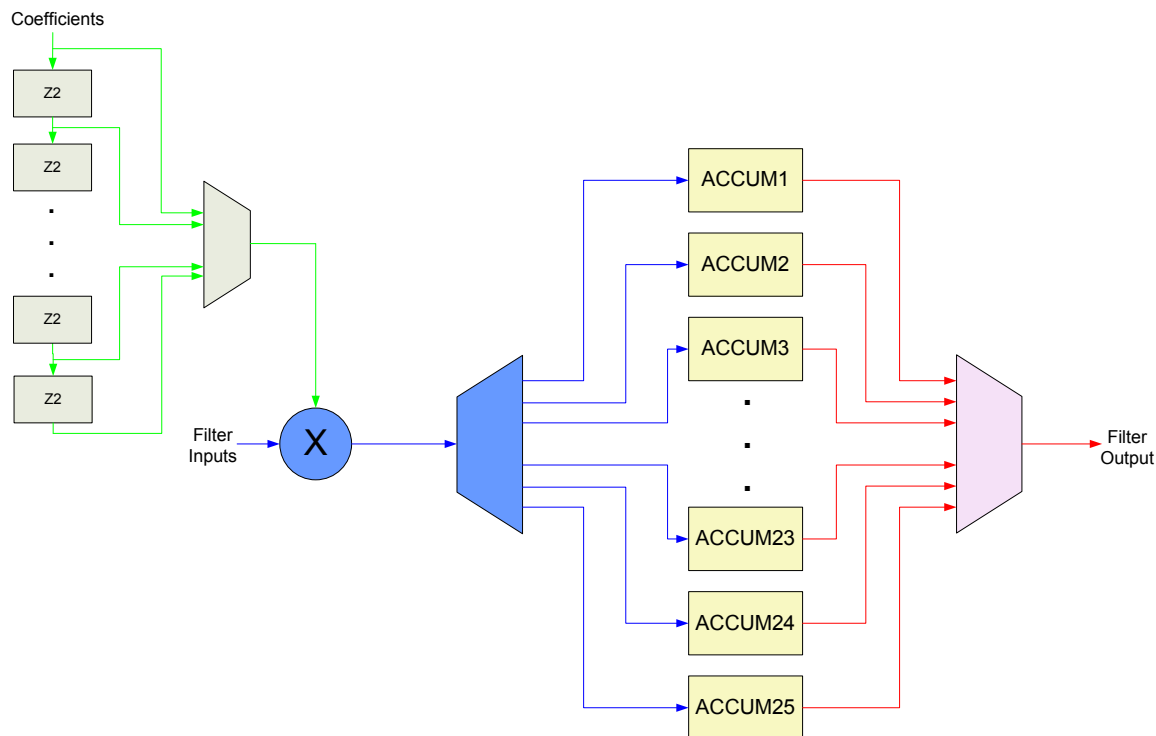 Coefficients
Z2
Z2
Z2
Z2
Filter
Inputs
X
ACCUM1
ACCUM2
ACCUM3
ACCUM23
ACCUM24
ACCUM25
Filter
Output